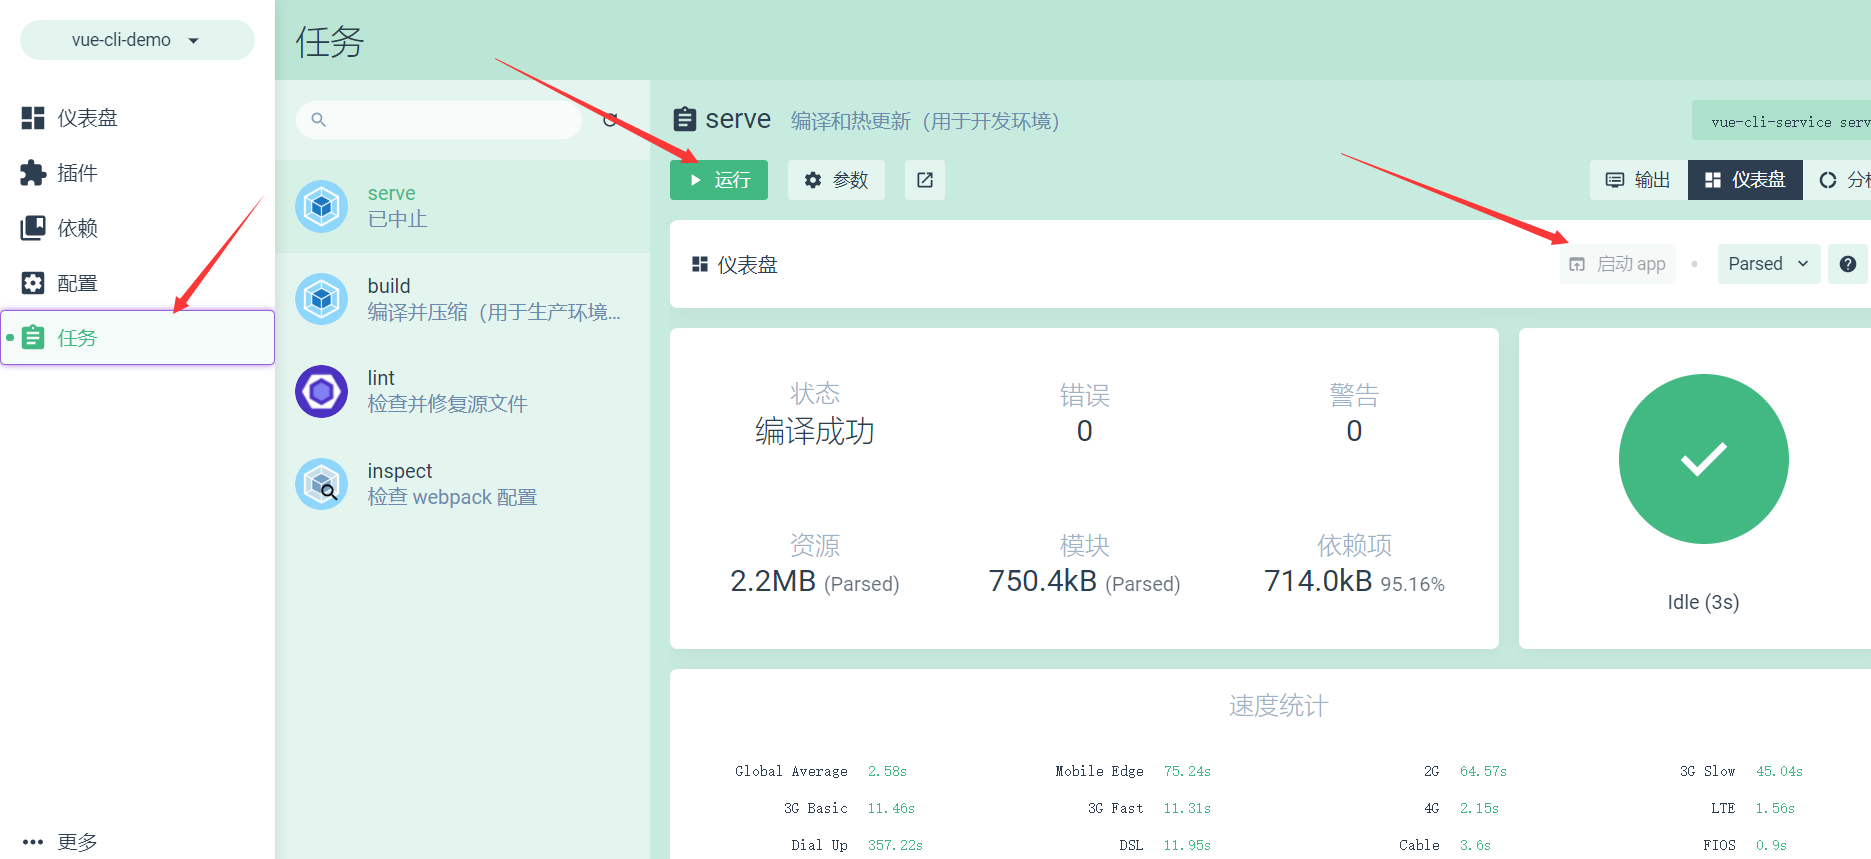 vue-cli-demo
仪表盘
插件
依赖
配置
任务
更多
任务
serve
已中止
build
编译并压缩（用于生产环境...
lint
检查并修复源文件
inspect
检查 webpack 配置
serve 编译和热更新（用于开发环境）
vue-cli-service serv
运行 参数
输出 仪表盘 分析
仪表盘
启动 app Parsed
状态 错误 警告
编译成功 0 0
资源 模块 依赖项
2.2MB (Parsed) 750.4kB (Parsed) 714.0kB 95.16%
Idle (3s)
速度统计
Global Average 2.58s Mobile Edge 75.24s 2G 64.57s 3G Slow 45.04s
3G Basic 11.46s 3G Fast 11.31s 4G 2.15s LTE 1.56s
Dial Up 357.22s DSL 11.95s Cable 3.6s FIOS 0.9s